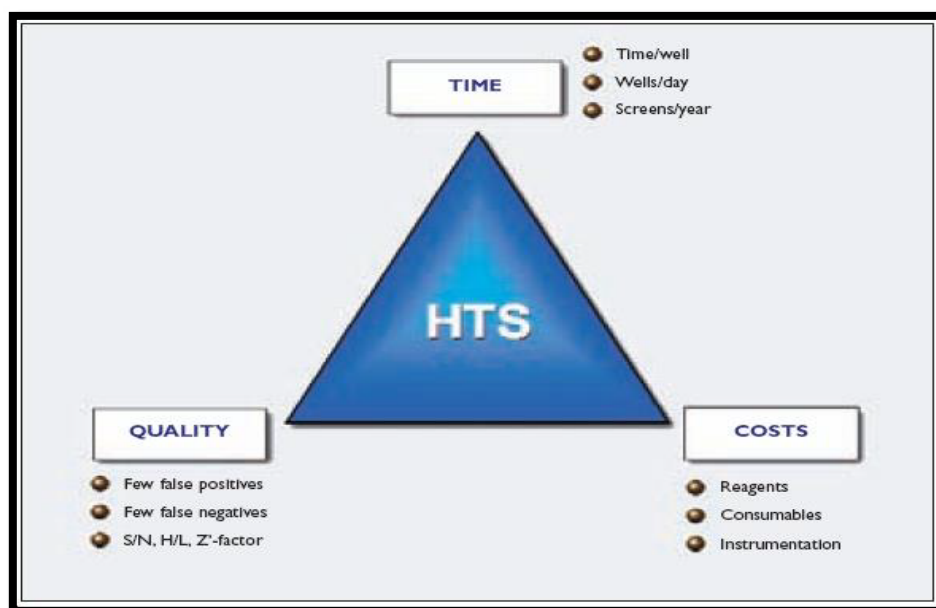 TIME
Time/well
Wells/day
Screens/year
HTS
QUALITY
Few false positives
Few false negatives
S/N, H/L, Z'-factor
COSTS
Reagents
Consumables
Instrumentation